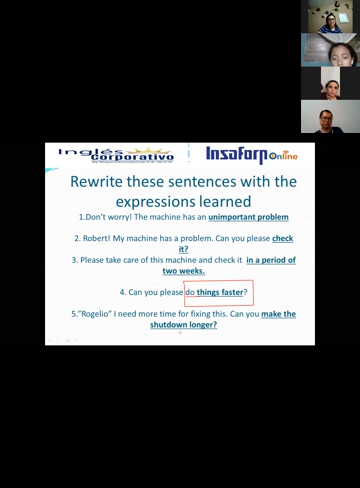 Inglés
Corporativo
Insaforp Online
Rewrite these sentences with the
expressions learned
1.Don't worry! The machine has an unimportant problem
2. Robert! My machine has a problem. Can you please check
it?
3. Please take care of this machine and check it in a period of
two weeks.
4. Can you please do things faster?
5."Rogelio" I need more time for fixing this. Can you make the
shutdown longer?